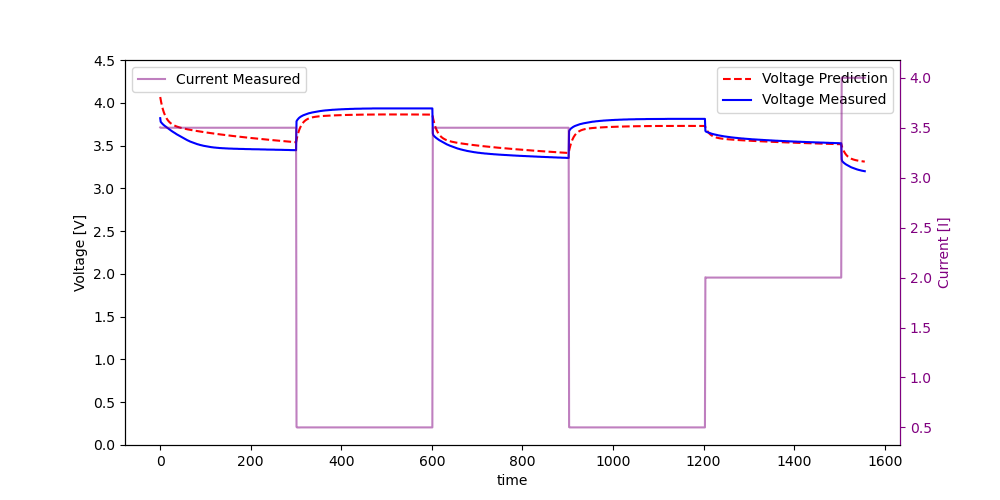 Current Measured
Voltage Prediction
Voltage Measured
4.5
4.0
3.5
3.0
2.5
2.0
1.5
1.0
0.5
0.0
Voltage [V]
4.0
3.5
3.0
2.5
2.0
1.5
1.0
0.5
Current [I]
0 200 400 600 800 1000 1200 1400 1600
time